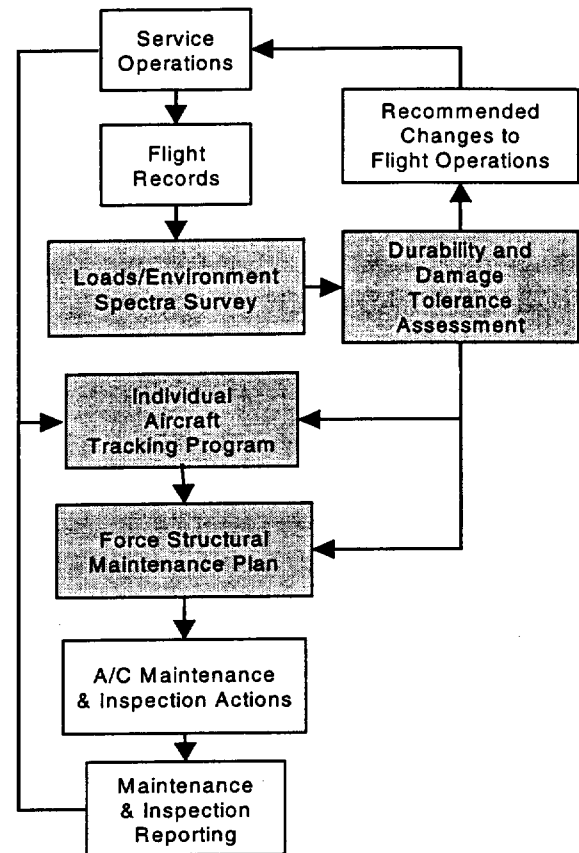 Service
Operations
Flight
Records
Recommended
Changes to
Flight Operations
Loads/Environment
Spectra Survey
Durability and
Damage
Tolerance
Assessment
Individual
Aircraft
Tracking Program
Force Structural
Maintenance Plan
A/C Maintenance
& Inspection Actions
Maintenance
& Inspection
Reporting